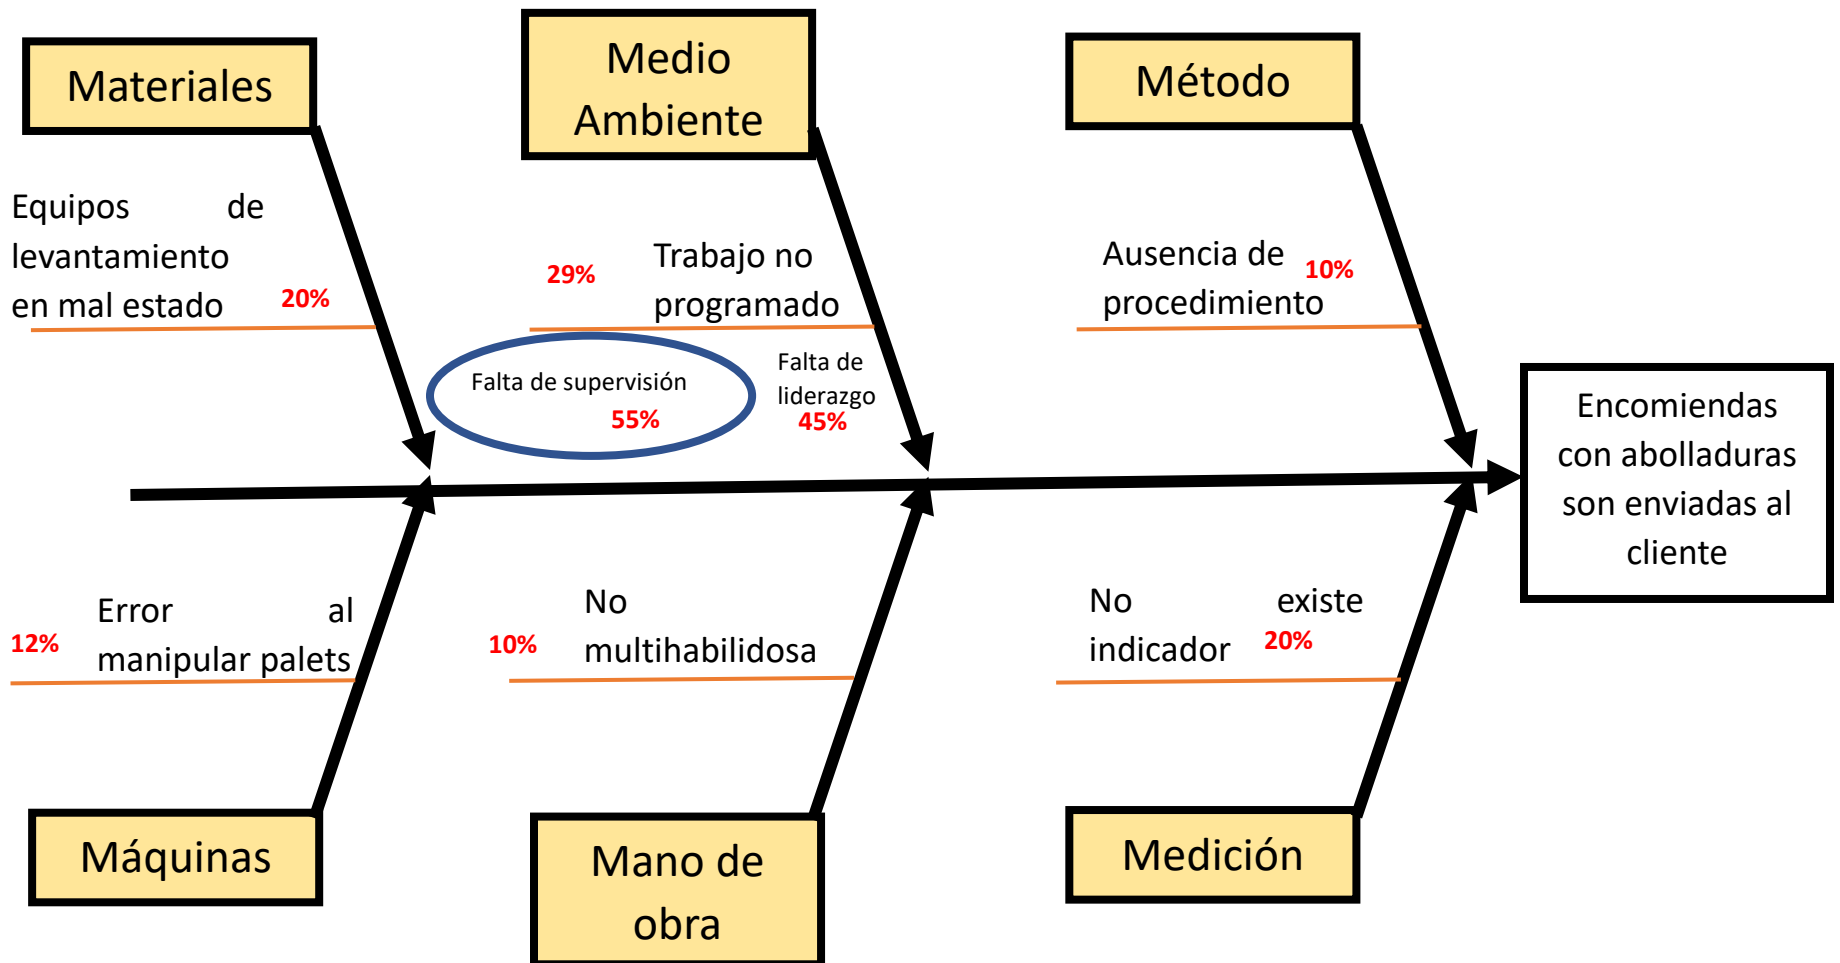 Materiales
Medio
Ambiente
Método
Equipos de
levantamiento
en mal estado 20%
29%
Trabajo no
programado
Ausencia de
procedimiento
10%
Falta de supervisión
55%
Falta de
liderazgo
45%
Encomiendas
con abolladuras
son enviadas al
cliente
12%
Error al
manipular palets
10%
No
multihabilidosa
No existe
indicador 20%
Máquinas
Mano de
obra
Medición